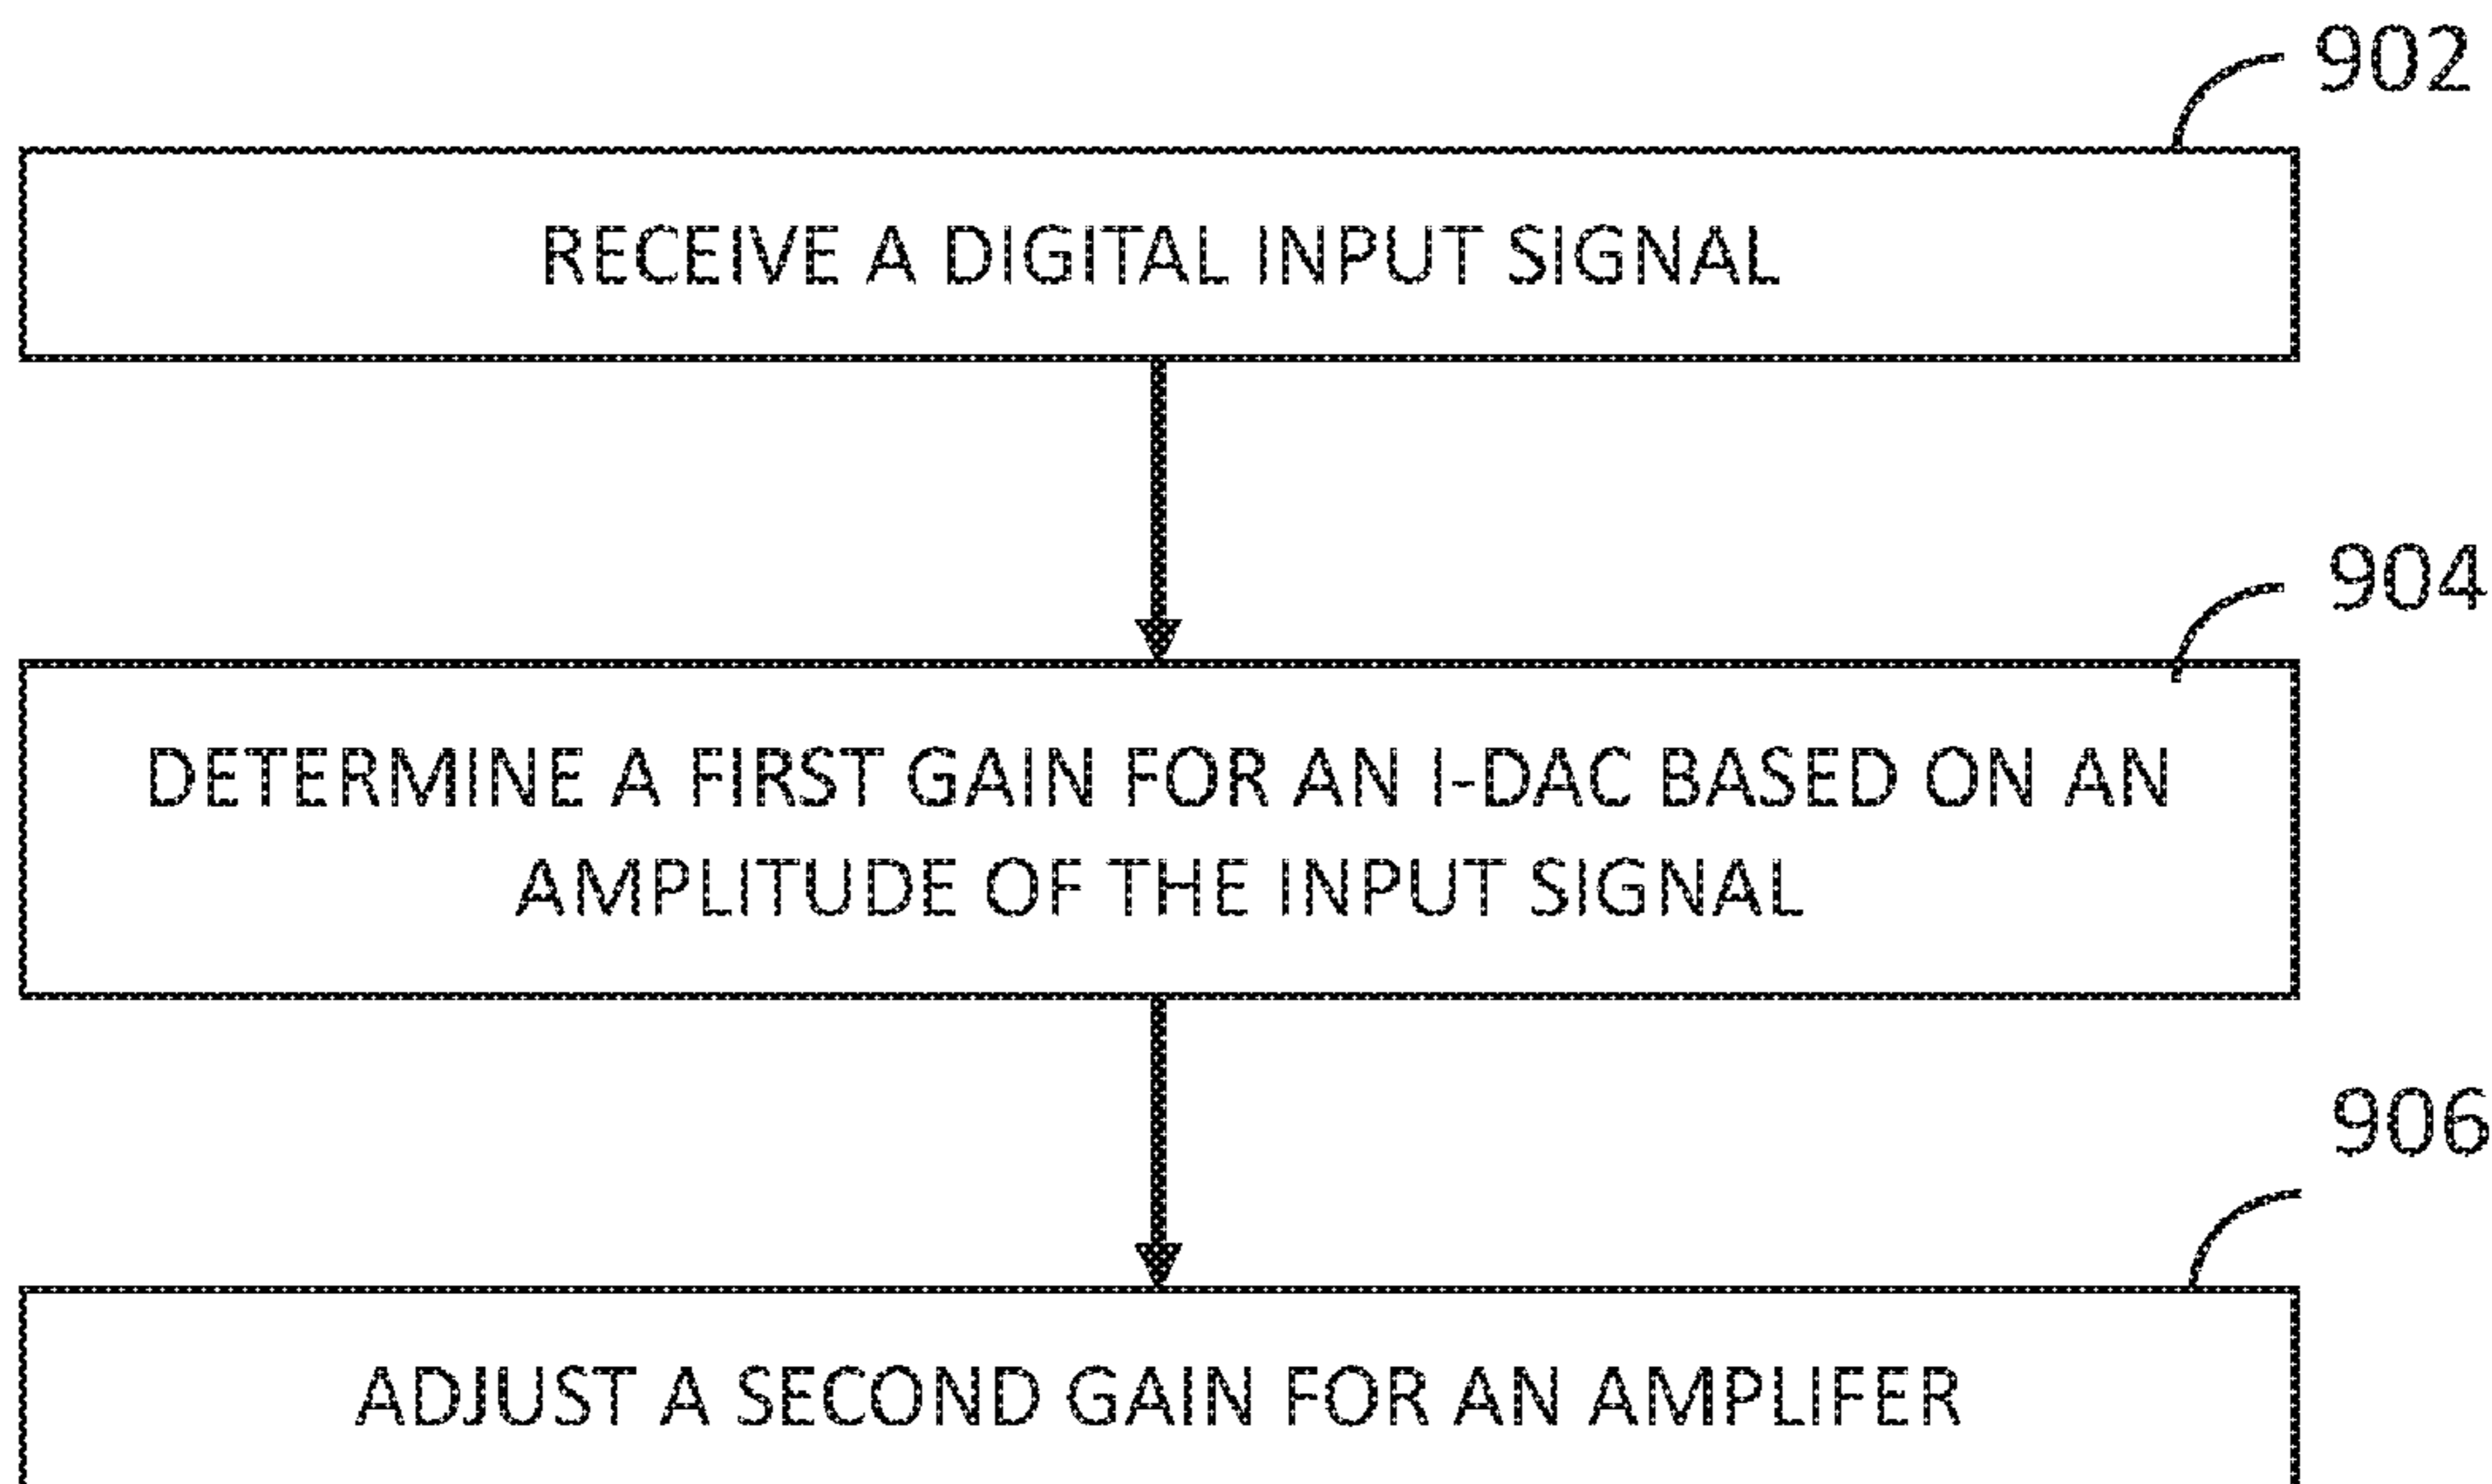 902
RECEIVE A DIGITAL INPUT SIGNAL
904
DETERMINE A FIRST GAIN FOR AN I-DAC BASED ON AN
AMPLITUDE OF THE INPUT SIGNAL
906
ADJUST A SECOND GAIN FOR AN AMPLIFER